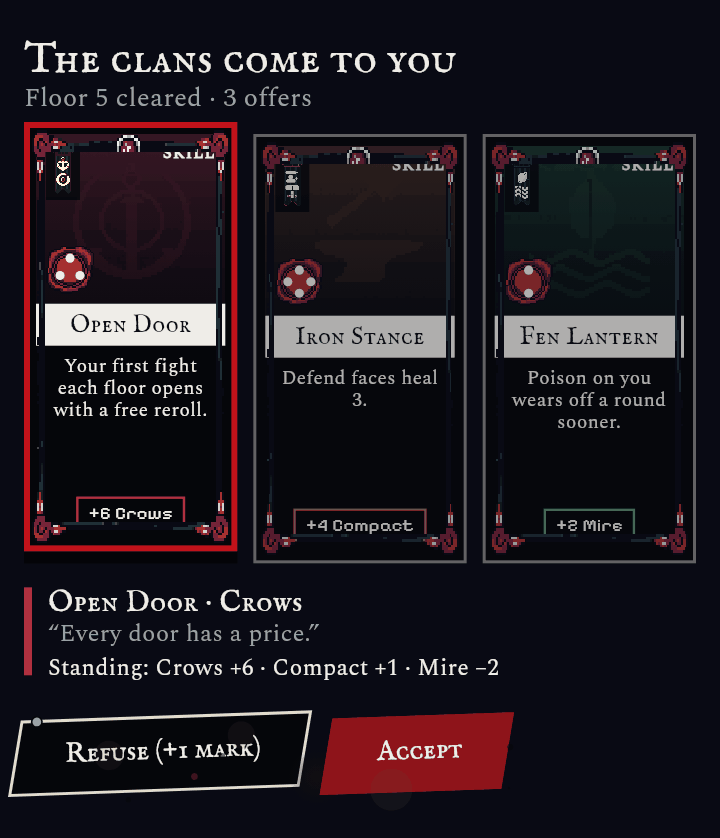 The clans come to you
Floor 5 cleared · 3 offers
SKILL
Open Door
Your first fight
each floor opens
with a free reroll.
+6 Crows
SKILL
Iron Stance
Defend faces heal
3.
+4 Compact
SKILL
Fen Lantern
Poison on you
wears off a round
sooner.
+2 Mire
Open Door · Crows
“Every door has a price.”
Standing: Crows +6 · Compact +1 · Mire −2
Refuse (+1 mark)
Accept